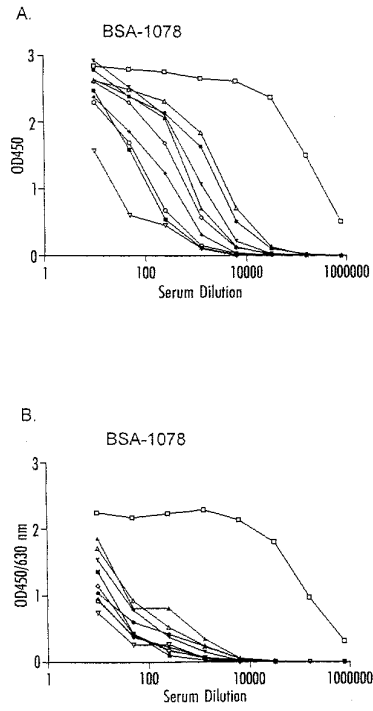 A.
BSA-1078
3
2
1
0
OD450
1
100
10000
1000000
Serum Dilution
B.
BSA-1078
3
2
1
0
OD450/630 nm
1
100
10000
1000000
Serum Dilution